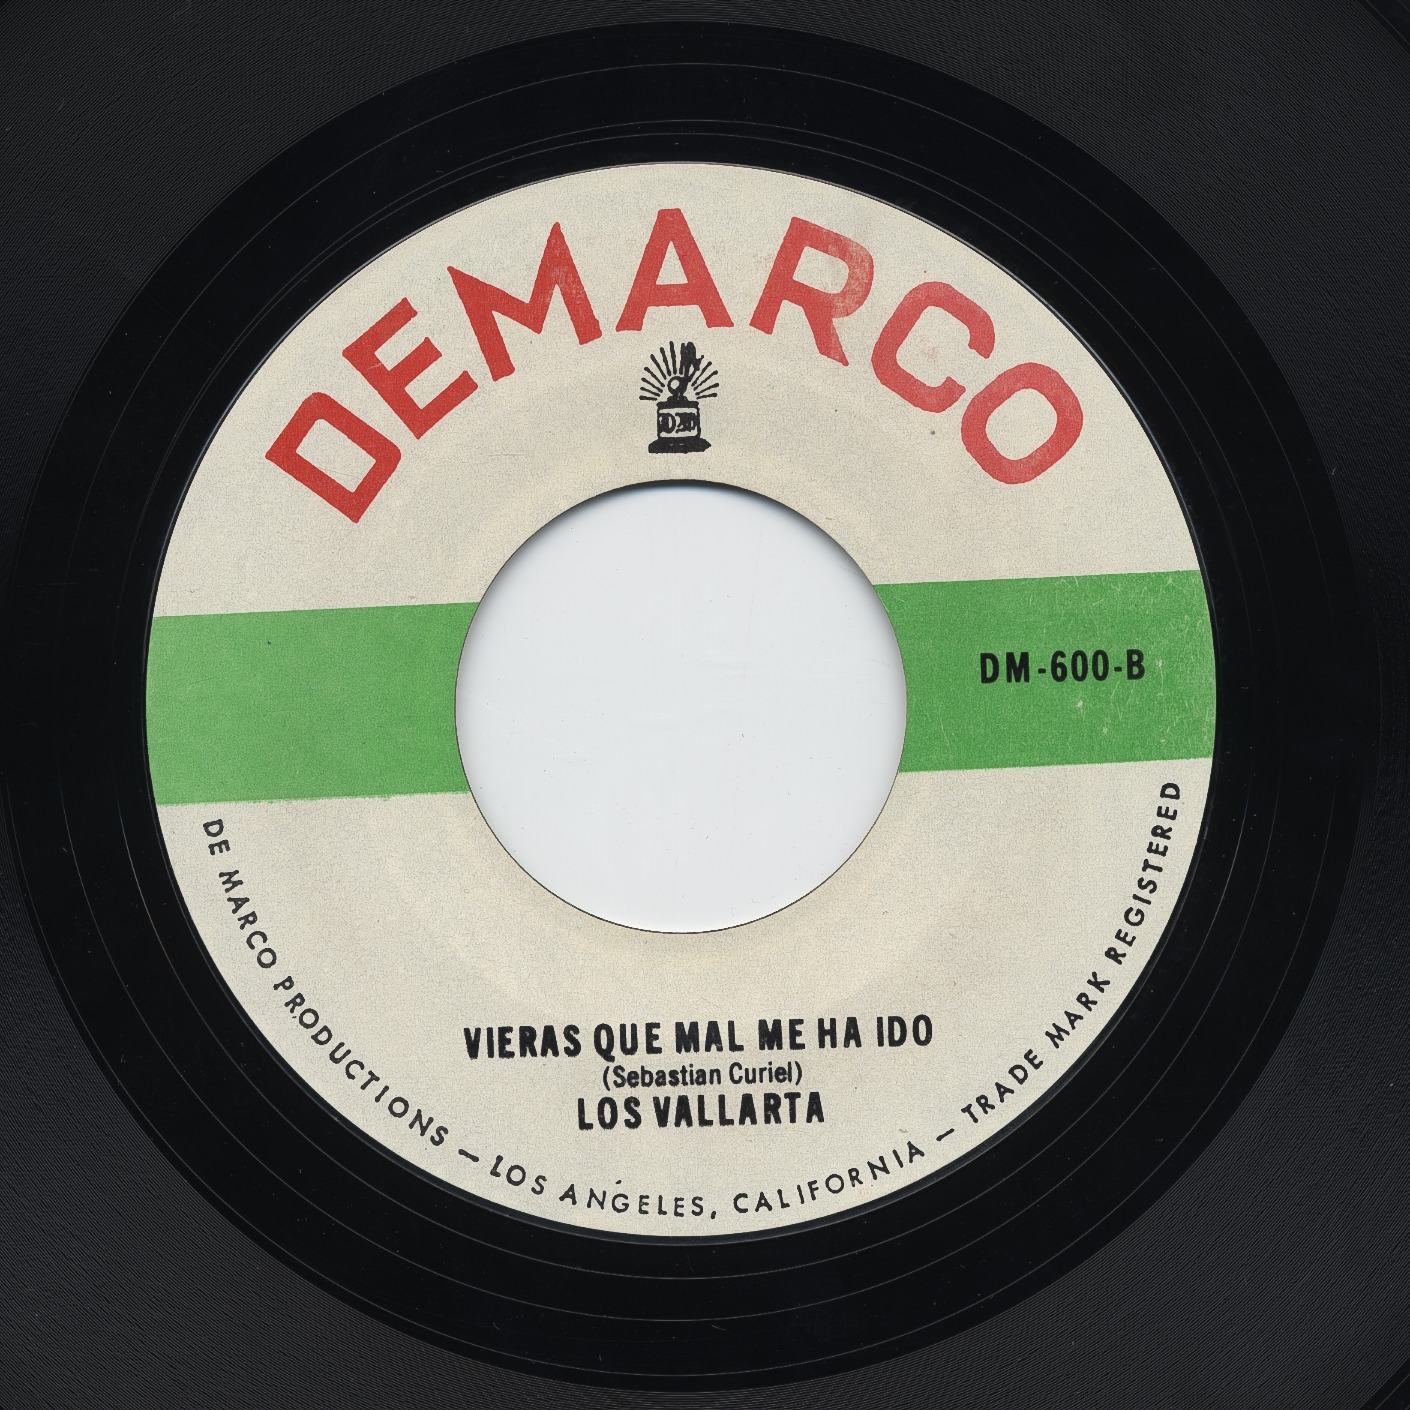 DEMARCO
DM-600-B
VIERAS QUE MAL ME HA IDO
(Sebastian Curiel)
LOS VALLARTA
DE MARCO PRODUCTIONS — LOS ANGELES, CALIFORNIA — TRADE MARK REGISTERED